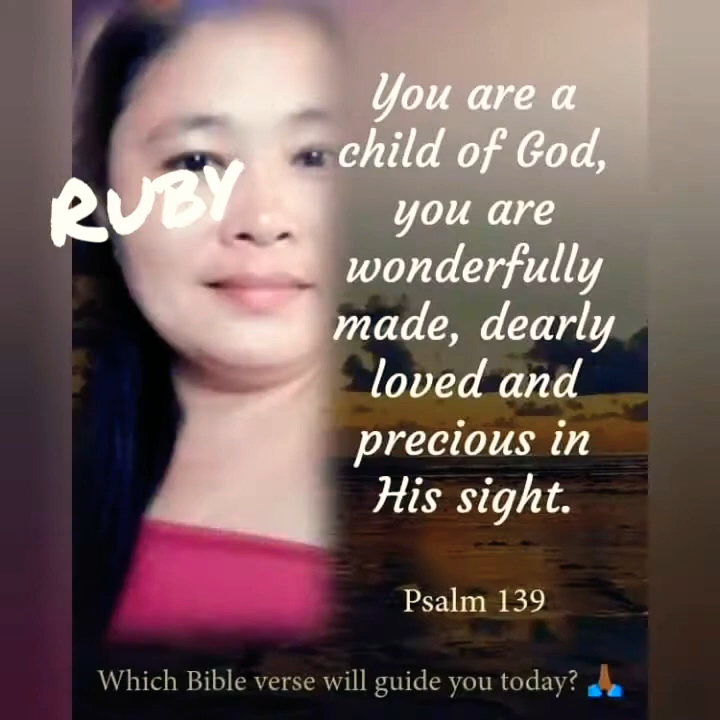 You are a
child of God,
RUBY
you are
wonderfully
made, dearly
loved and
precious in
His sight.
Psalm 139
Which Bible verse will guide you today? 🙏🏾